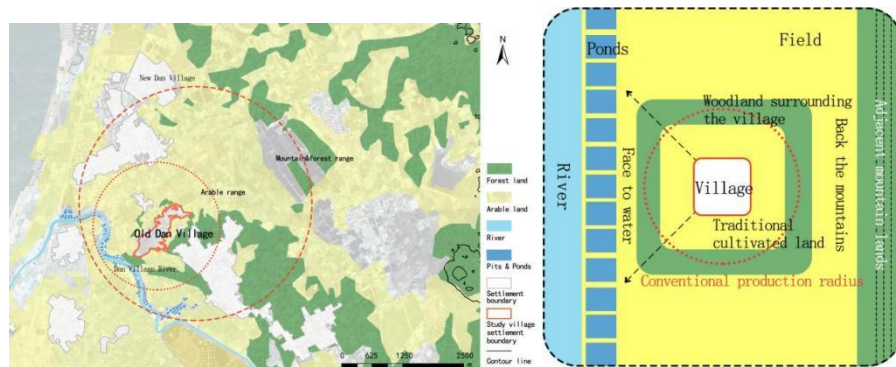 New Dan Village
Mountain&forest range
Arable range
Old Dan Village
Dan Village River
N
Forest land
Arable land
River
Pits & Ponds
Settlement
boundary
Study village
settlement
boundary
Contour line
0 625 1250 2500
Ponds
Field
Woodland surrounding
the village
River
Face to water
Village
Back the mountains
Adjacent mountain lands
Traditional
cultivated land
Conventional production radius